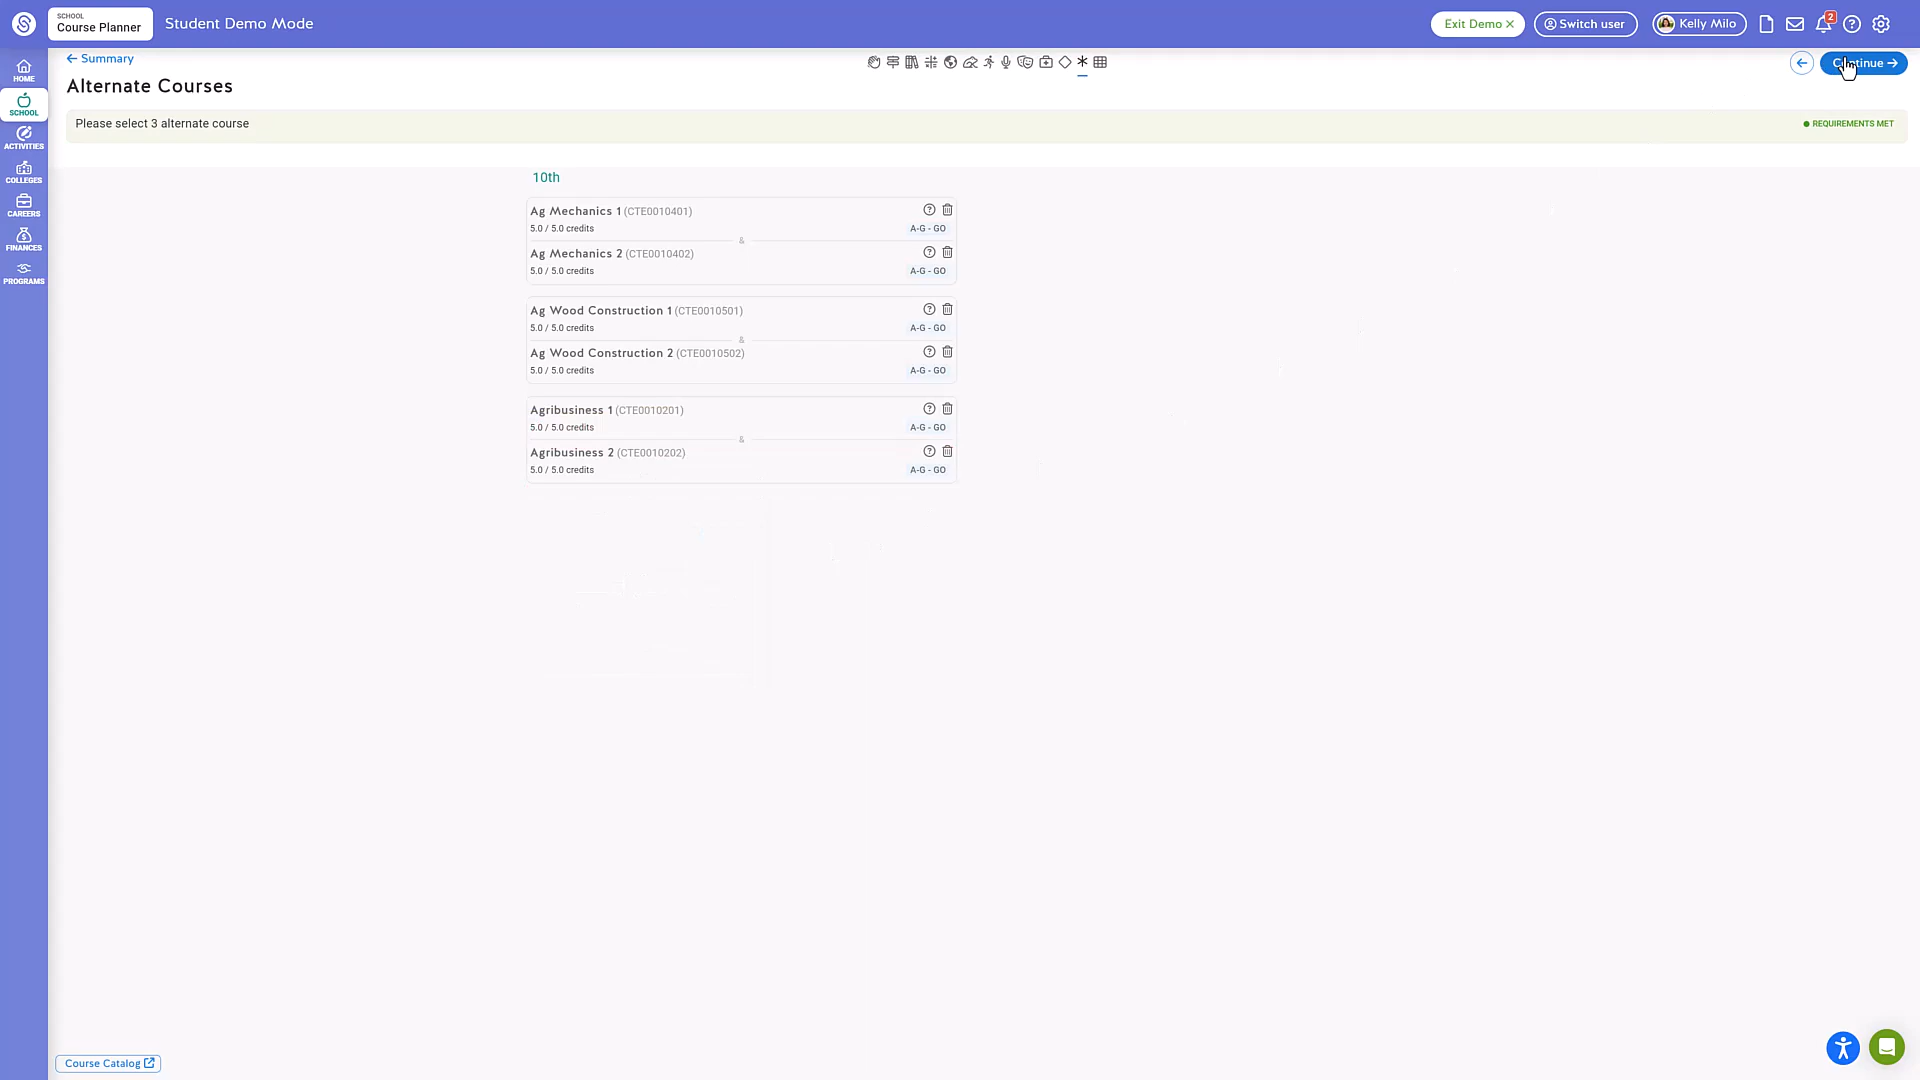 SCHOOL
Course Planner
Student Demo Mode
Exit Demo ×
Switch user
Kelly Milo
2
HOME
SCHOOL
ACTIVITIES
COLLEGES
CAREERS
FINANCES
PROGRAMS
← Summary
Alternate Courses
Please select 3 alternate course
REQUIREMENTS MET
10th
Ag Mechanics 1 (CTE0010401)
5.0 / 5.0 credits
A-G - GO
&
Ag Mechanics 2 (CTE0010402)
5.0 / 5.0 credits
A-G - GO
Ag Wood Construction 1 (CTE0010501)
5.0 / 5.0 credits
A-G - GO
&
Ag Wood Construction 2 (CTE0010502)
5.0 / 5.0 credits
A-G - GO
Agribusiness 1 (CTE0010201)
5.0 / 5.0 credits
A-G - GO
&
Agribusiness 2 (CTE0010202)
5.0 / 5.0 credits
A-G - GO
Course Catalog